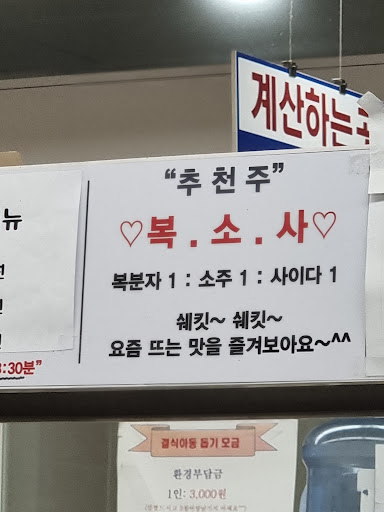 계산하는
뉴
"추 천 주"
♡복 . 소 . 사♡
복분자 1 : 소주 1 : 사이다 1
쉐킷~ 쉐킷~
요즘 뜨는 맛을 즐겨보아요~^^
:30분"
결식아동 돕기 모금
환경부담금
1인: 3,000원